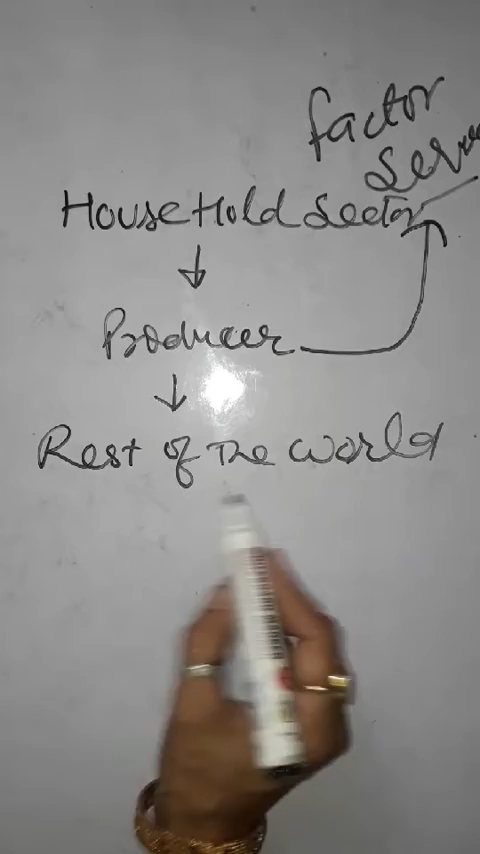 factor
HouseHold Sector
Producer
Rest of The World